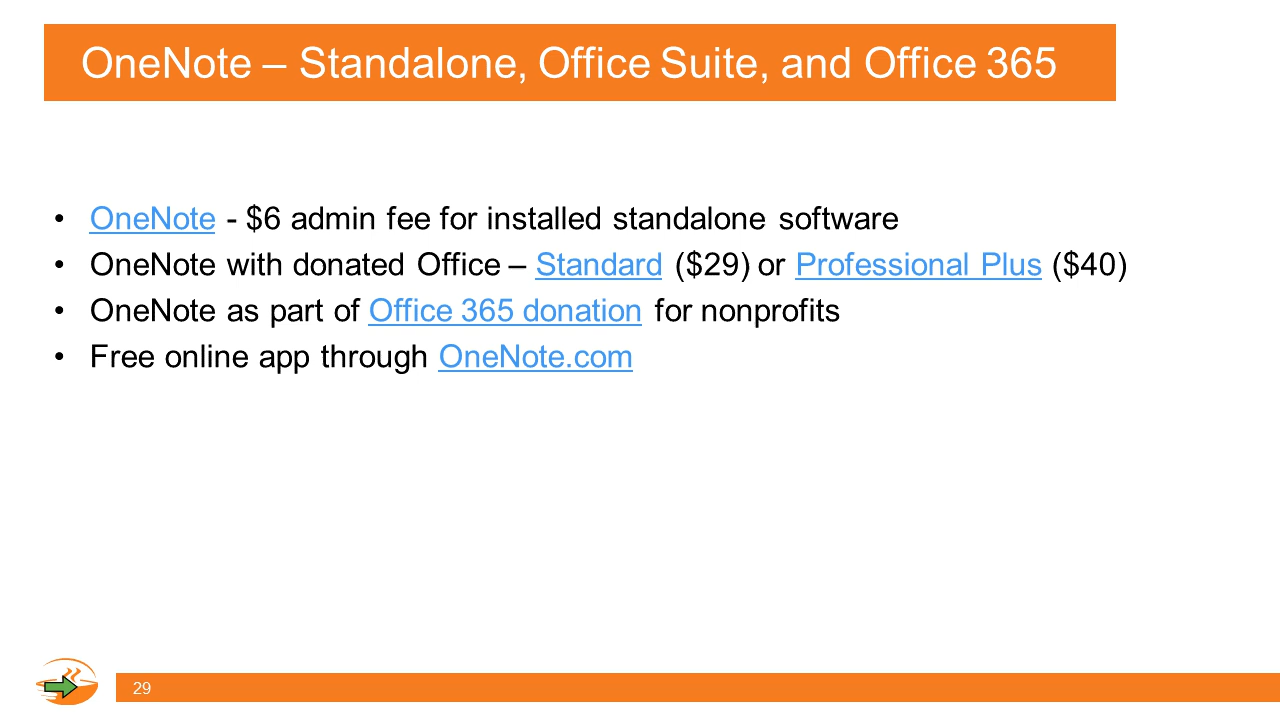 OneNote – Standalone, Office Suite, and Office 365
• OneNote - $6 admin fee for installed standalone software
• OneNote with donated Office – Standard ($29) or Professional Plus ($40)
• OneNote as part of Office 365 donation for nonprofits
• Free online app through OneNote.com
29